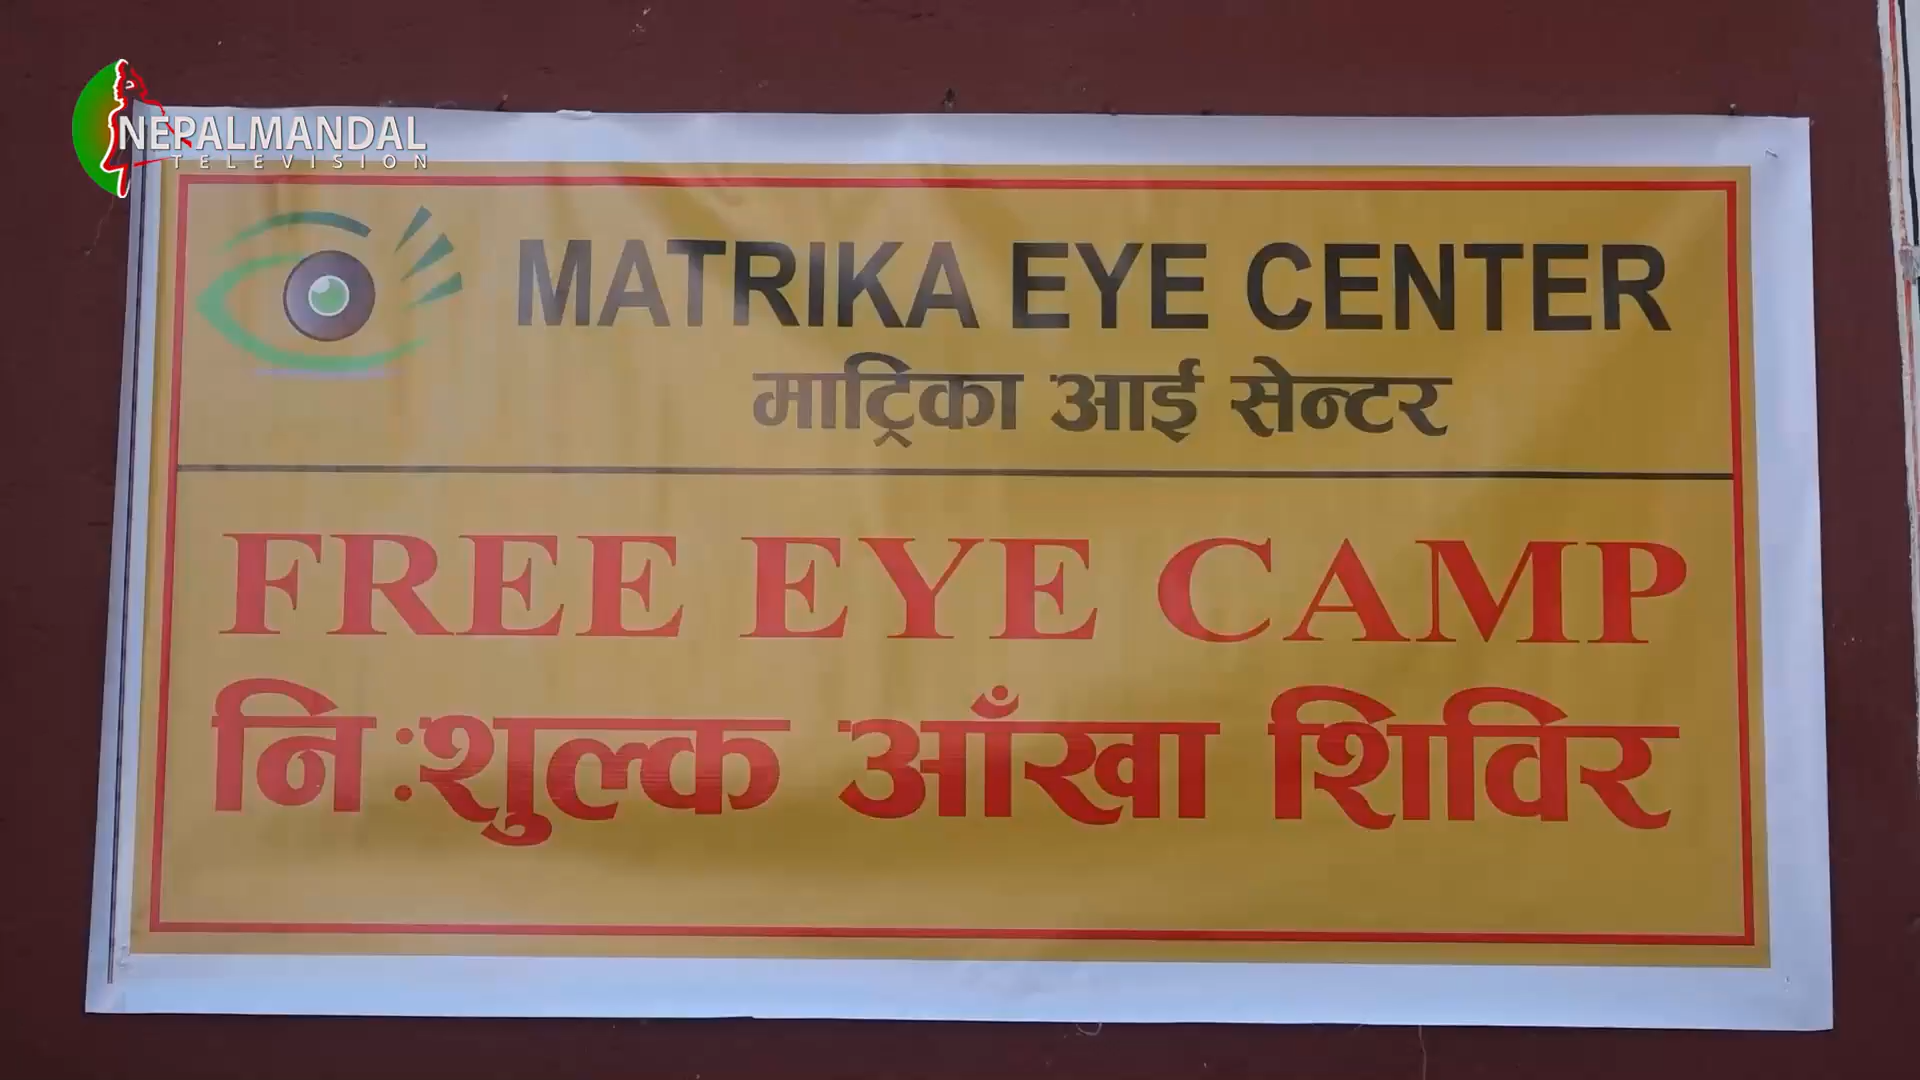 NEPALMANDAL
TELEVISION
MATRIKA EYE CENTER
माट्रिका आई सेन्टर
FREE EYE CAMP
नि:शुल्क आँखा शिविर